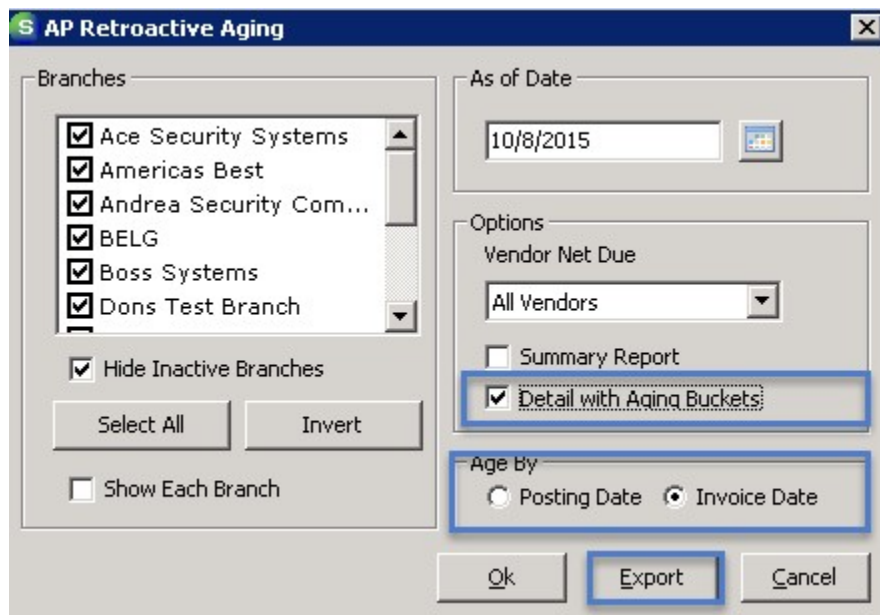 S AP Retroactive Aging
Branches
Ace Security Systems
Americas Best
Andrea Security Com...
BELG
Boss Systems
Dons Test Branch
Hide Inactive Branches
Select All
Invert
Show Each Branch
As of Date
10/8/2015
Options
Vendor Net Due
All Vendors
Summary Report
Detail with Aging Buckets
Age By
Posting Date
Invoice Date
Ok
Export
Cancel